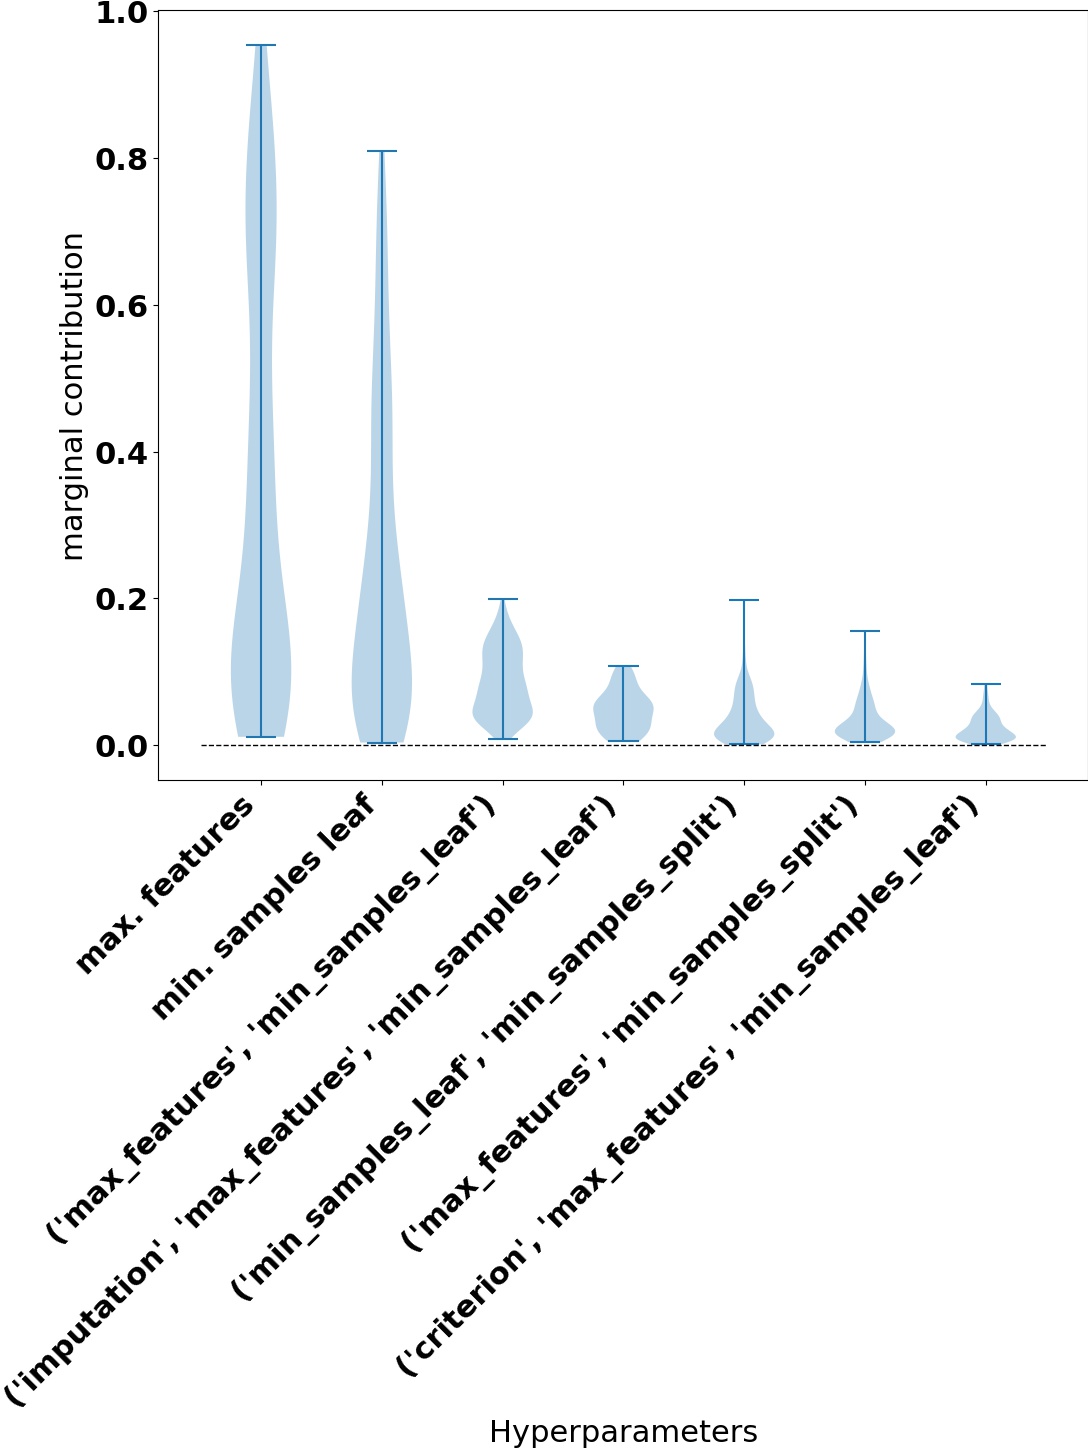 1.0
0.8
0.6
0.4
0.2
0.0
marginal contribution
max. features
min. samples leaf
('max_features', 'min_samples_leaf')
('imputation', 'max_features', 'min_samples_leaf')
('min_samples_leaf', 'min_samples_split')
('max_features', 'min_samples_split')
('criterion', 'max_features', 'min_samples_leaf')
Hyperparameters